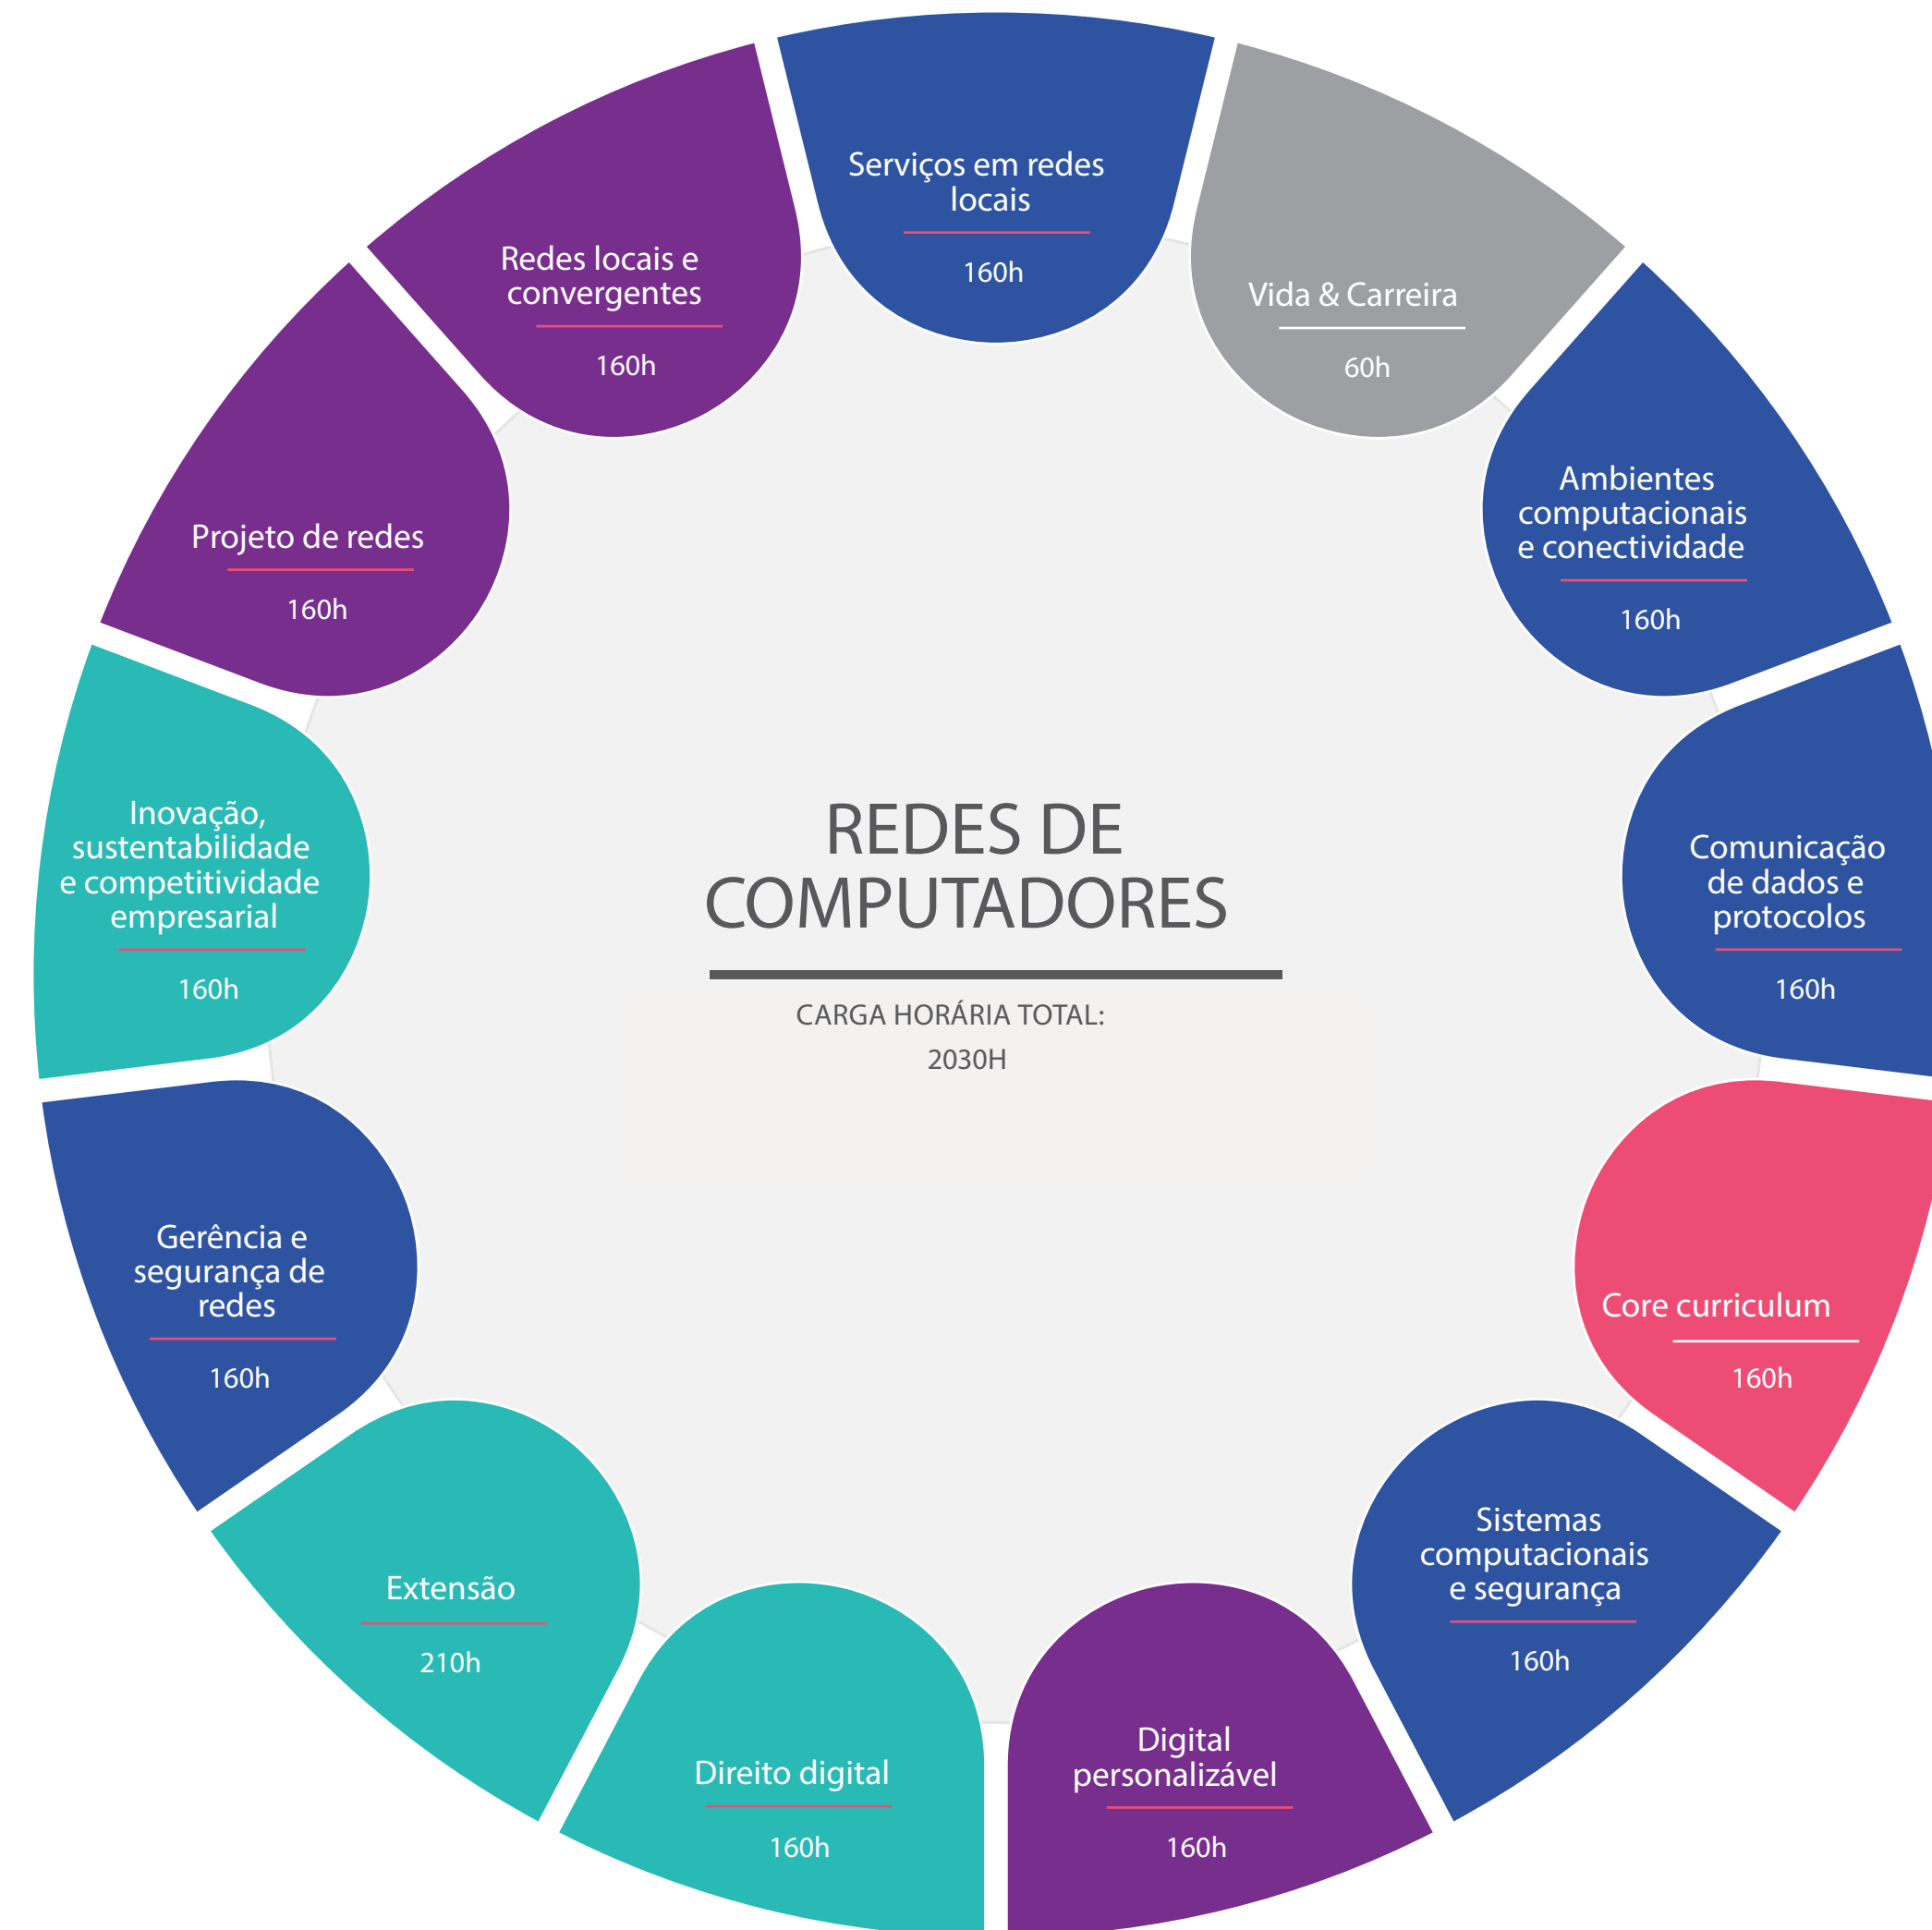 Serviços em redes
locais
160h
Vida & Carreira
60h
Ambientes
computacionais
e conectividade
160h
Comunicação
de dados e
protocolos
160h
Core curriculum
160h
Sistemas
computacionais
e segurança
160h
Digital
personalizável
160h
Direito digital
160h
Extensão
210h
Gerência e
segurança de
redes
160h
Inovação,
sustentabilidade
e competitividade
empresarial
160h
Projeto de redes
160h
Redes locais e
convergentes
160h
REDES DE
COMPUTADORES
CARGA HORÁRIA TOTAL:
2030H